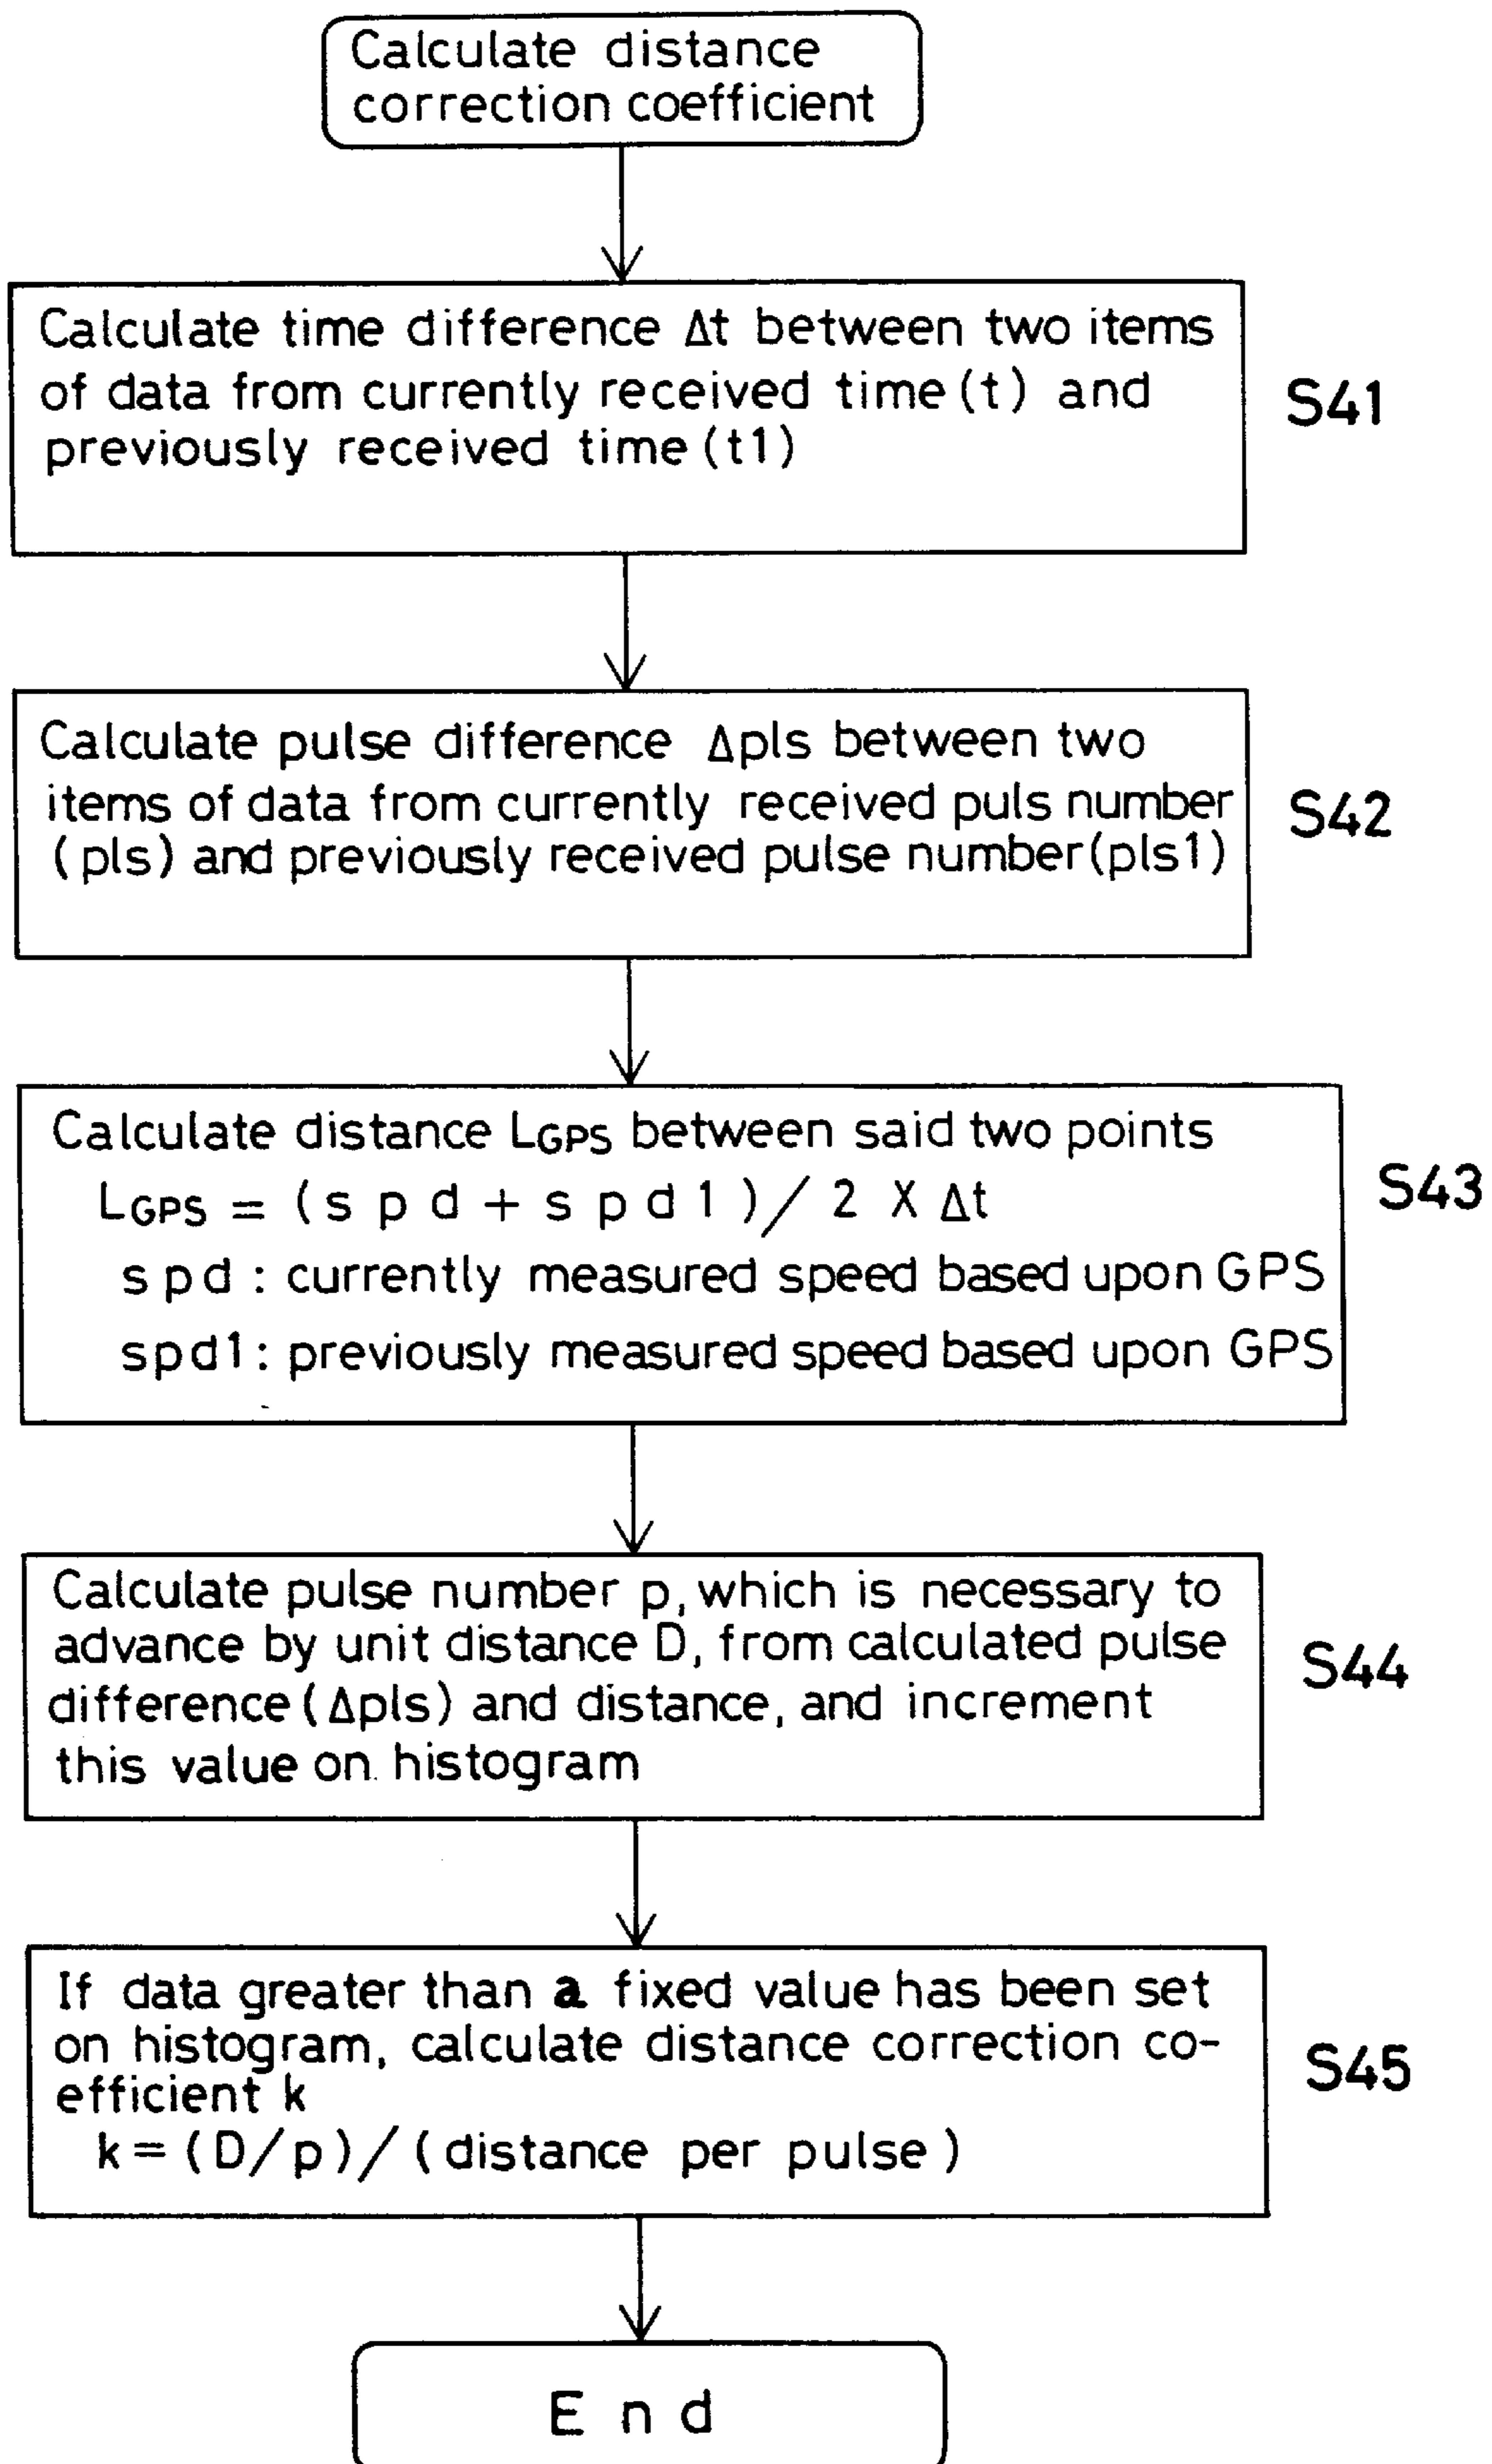 Calculate distance
correction coefficient
Calculate time difference Δt between two items
of data from currently received time (t) and
previously received time (t1)
S41
Calculate pulse difference Δpls between two
items of data from currently received puls number
(pls) and previously received pulse number (pls1)
S42
Calculate distance LGPS between said two points
LGPS = (spd + spd1)/2 X Δt
spd : currently measured speed based upon GPS
spd1 : previously measured speed based upon GPS
S43
Calculate pulse number p, which is necessary to
advance by unit distance D, from calculated pulse
difference (Δpls) and distance, and increment
this value on histogram
S44
If data greater than a fixed value has been set
on histogram, calculate distance correction co-
efficient k
k = (D/p)/(distance per pulse)
S45
End